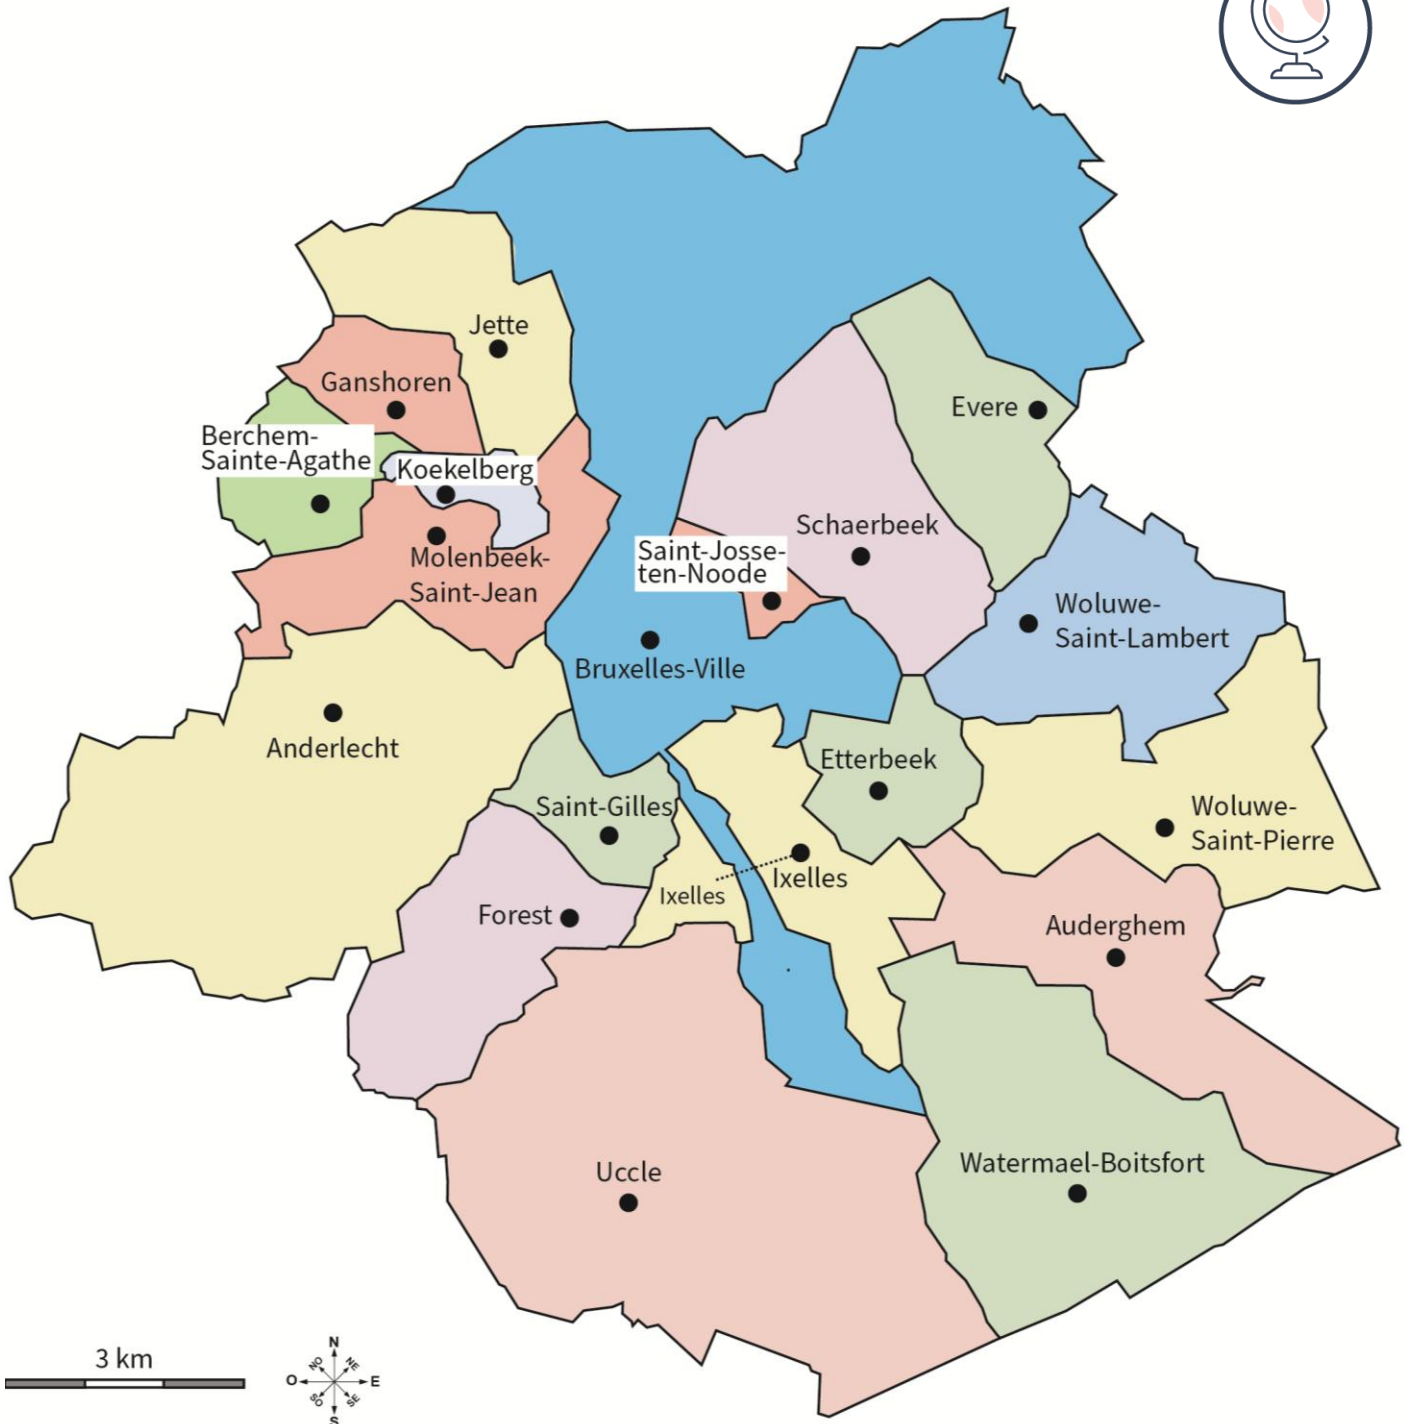 Jette
Ganshoren
Evere
Berchem-
Sainte-Agathe
Koekelberg
Schaerbeek
Molenbeek-
Saint-Jean
Saint-Josse-
ten-Noode
Woluwe-
Saint-Lambert
Bruxelles-Ville
Anderlecht
Etterbeek
Saint-Gilles
Woluwe-
Saint-Pierre
Ixelles
Ixelles
Forest
Auderghem
Uccle
Watermael-Boitsfort
3 km
N
NO NE
O E
SO SE
S